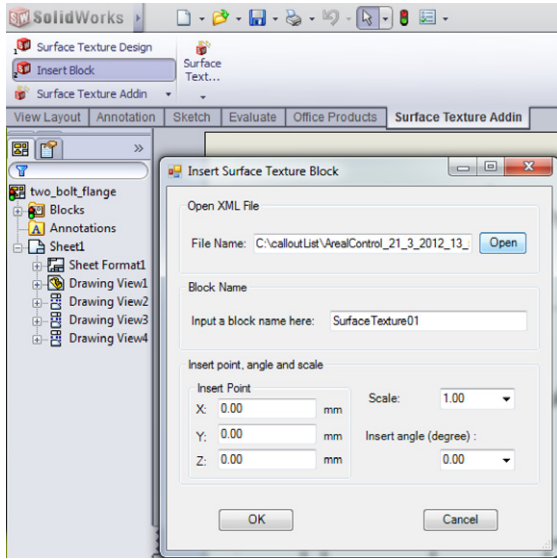 SolidWorks
Surface Texture Design
Insert Block
Surface Texture Addin
Surface
Text...
View Layout
Annotation
Sketch
Evaluate
Office Products
Surface Texture Addin
two_bolt_flange
Blocks
Annotations
Sheet1
Sheet Format1
Drawing View1
Drawing View2
Drawing View3
Drawing View4
Insert Surface Texture Block
Open XML File
File Name: C:\calloutList\ArealControl_21_3_2012_13_ Open
Block Name
Input a block name here: SurfaceTexture01
Insert point, angle and scale
Insert Point
X: 0.00 mm
Y: 0.00 mm
Z: 0.00 mm
Scale: 1.00
Insert angle (degree) :
0.00
OK
Cancel